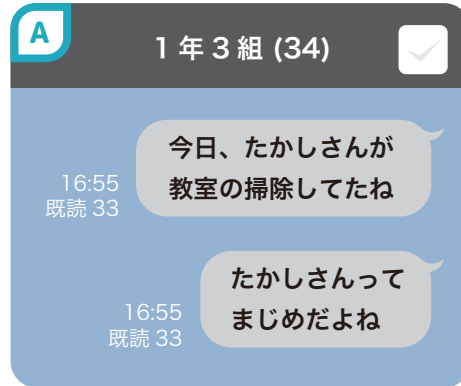 A
1年3組 (34)
今日、たかしさんが
教室の掃除してたね
16:55
既読 33
たかしさんって
まじめだよね
16:55
既読 33